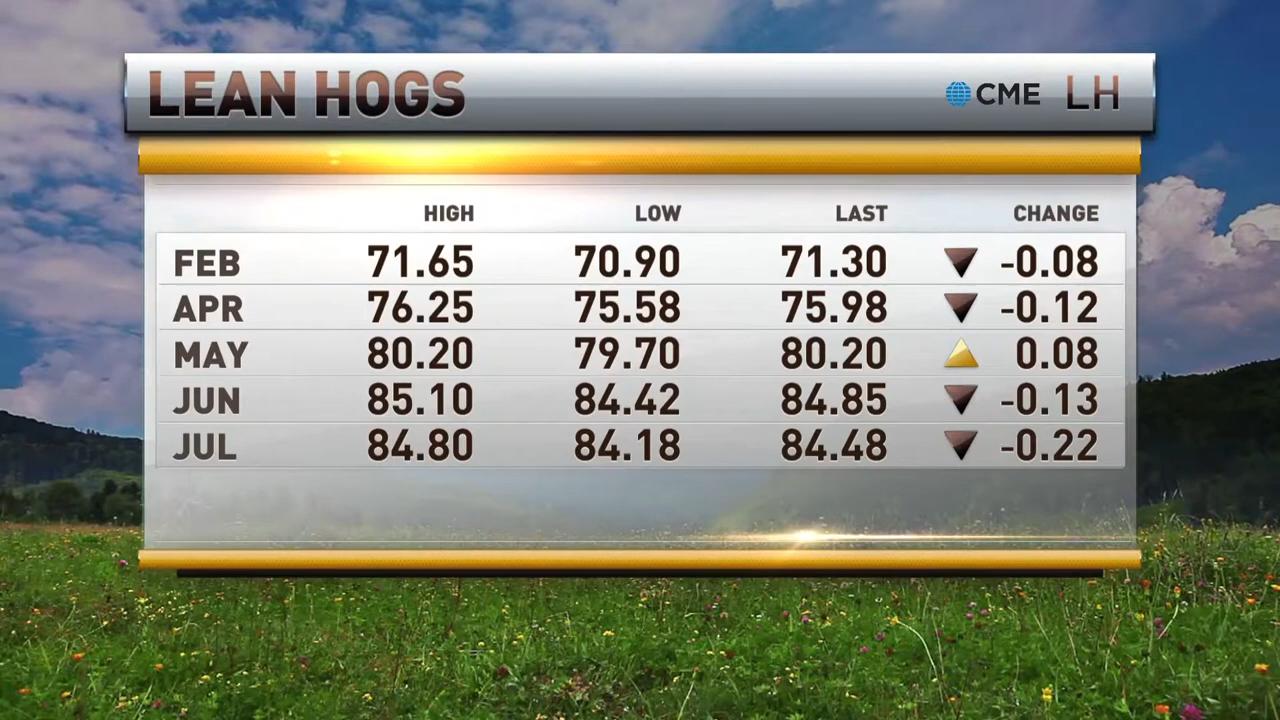 LEAN HOGS CME LH
HIGH LOW LAST CHANGE
FEB 71.65 70.90 71.30 -0.08
APR 76.25 75.58 75.98 -0.12
MAY 80.20 79.70 80.20 0.08
JUN 85.10 84.42 84.85 -0.13
JUL 84.80 84.18 84.48 -0.22